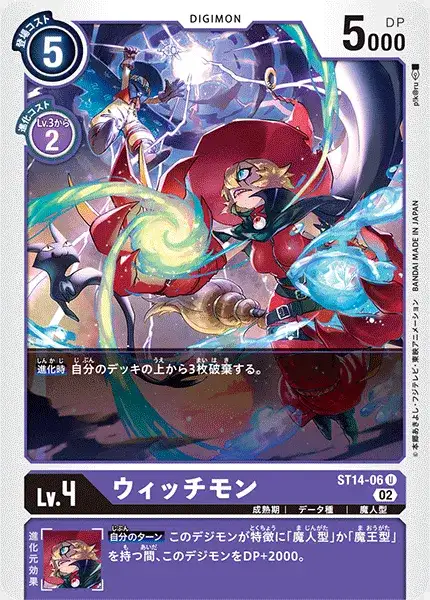 DIGIMON
登場コスト
5
DP
5000
進化コスト
Lv.3から
2
plk@ru
© 本郷あきよし・フジテレビ・東映アニメーション BANDAI MADE IN JAPAN
進化時 自分のデッキの上から3枚破棄する。
ST14-06 U
Lv.4
ウィッチモン
02
成熟期 | データ種 | 魔人型
進化元効果
自分のターン このデジモンが特徴に「魔人型」か「魔王型」
を持つ間、このデジモンをDP+2000。